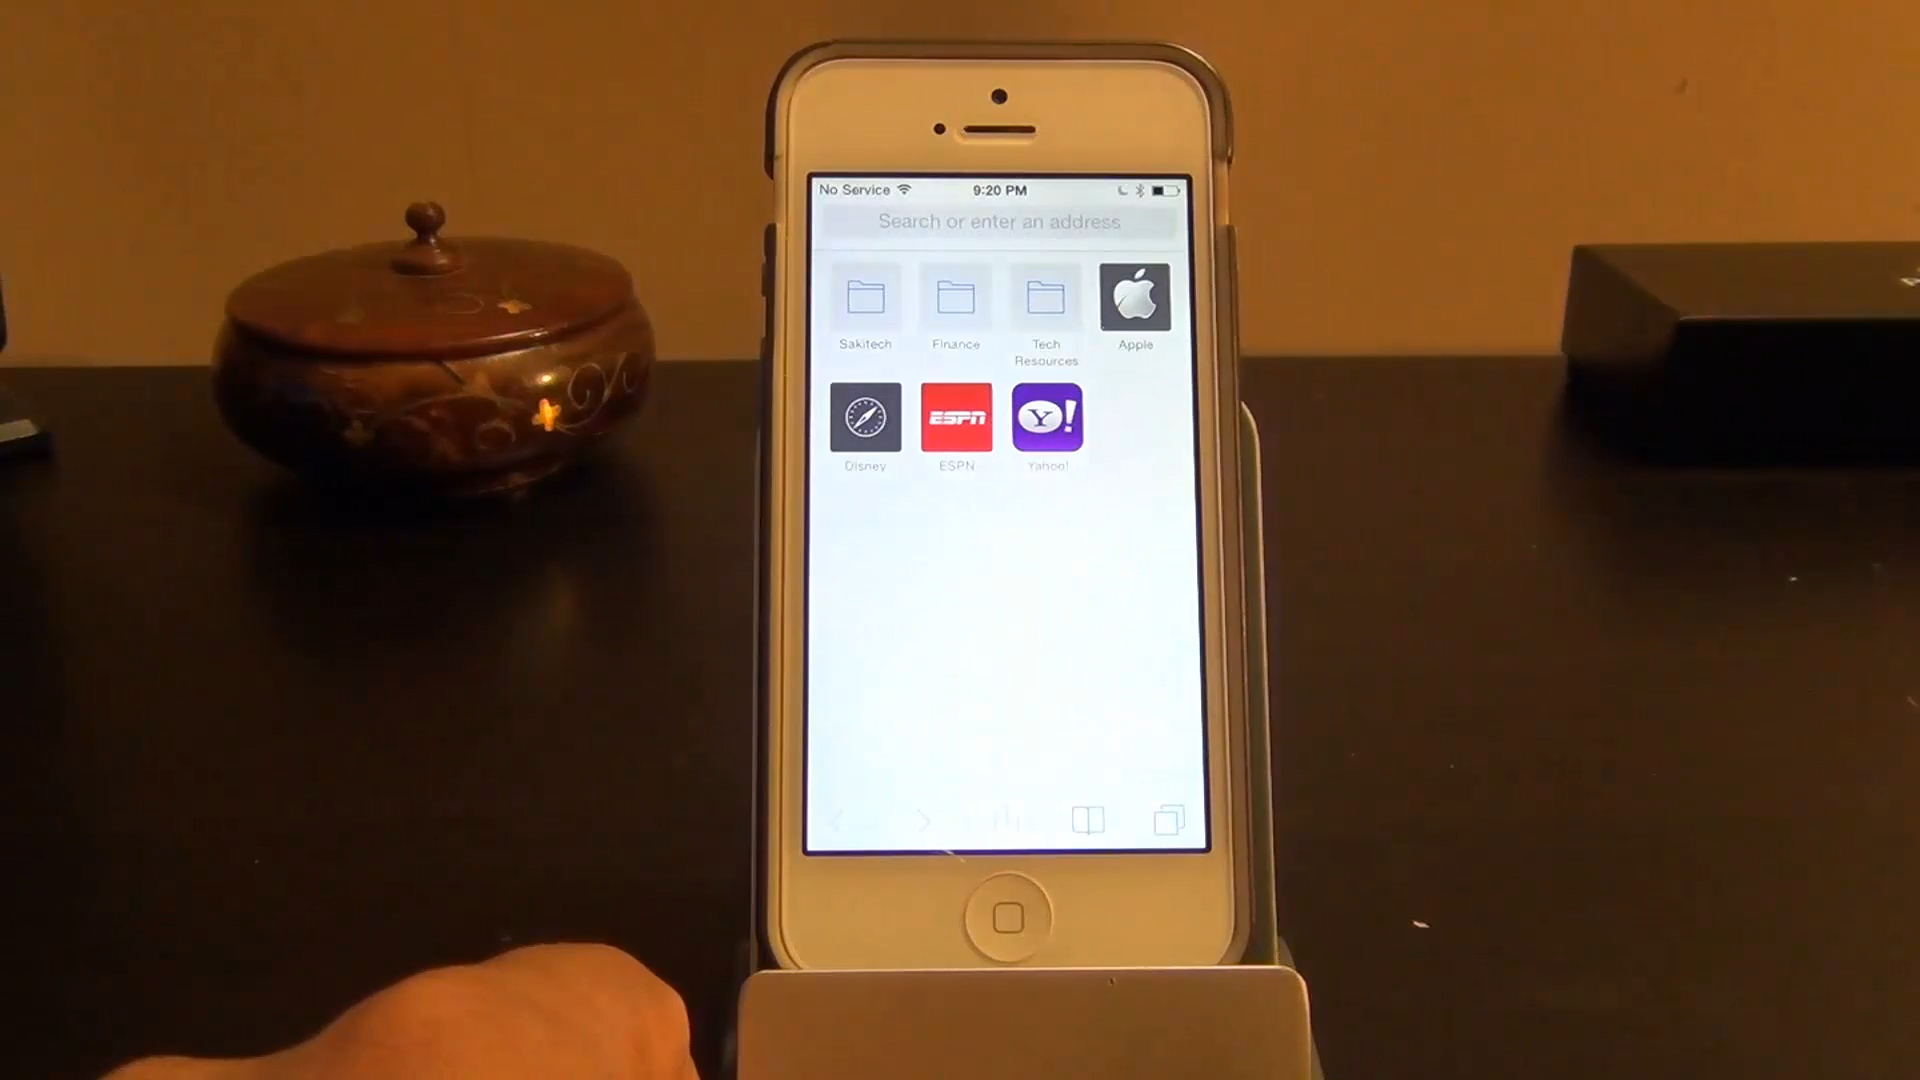 No Service 9:20 PM
Search or enter an address
Sakitech Finance Tech Resources Apple
ESPN Y!
Disney ESPN Yahoo!